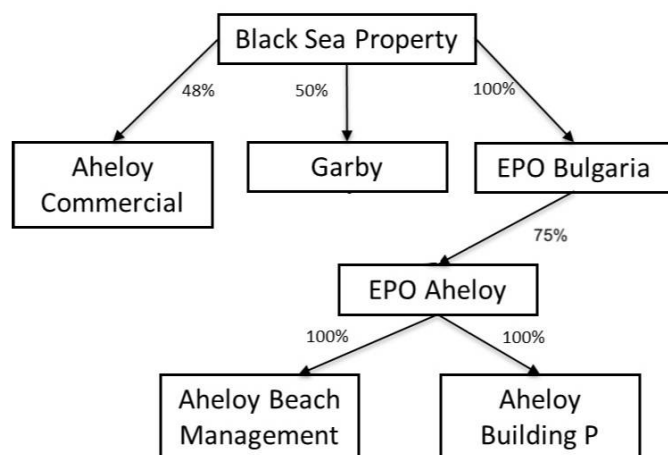 Black Sea Property
48%
50%
100%
Aheloy
Commercial
Garby
EPO Bulgaria
75%
EPO Aheloy
100%
100%
Aheloy Beach
Management
Aheloy
Building P